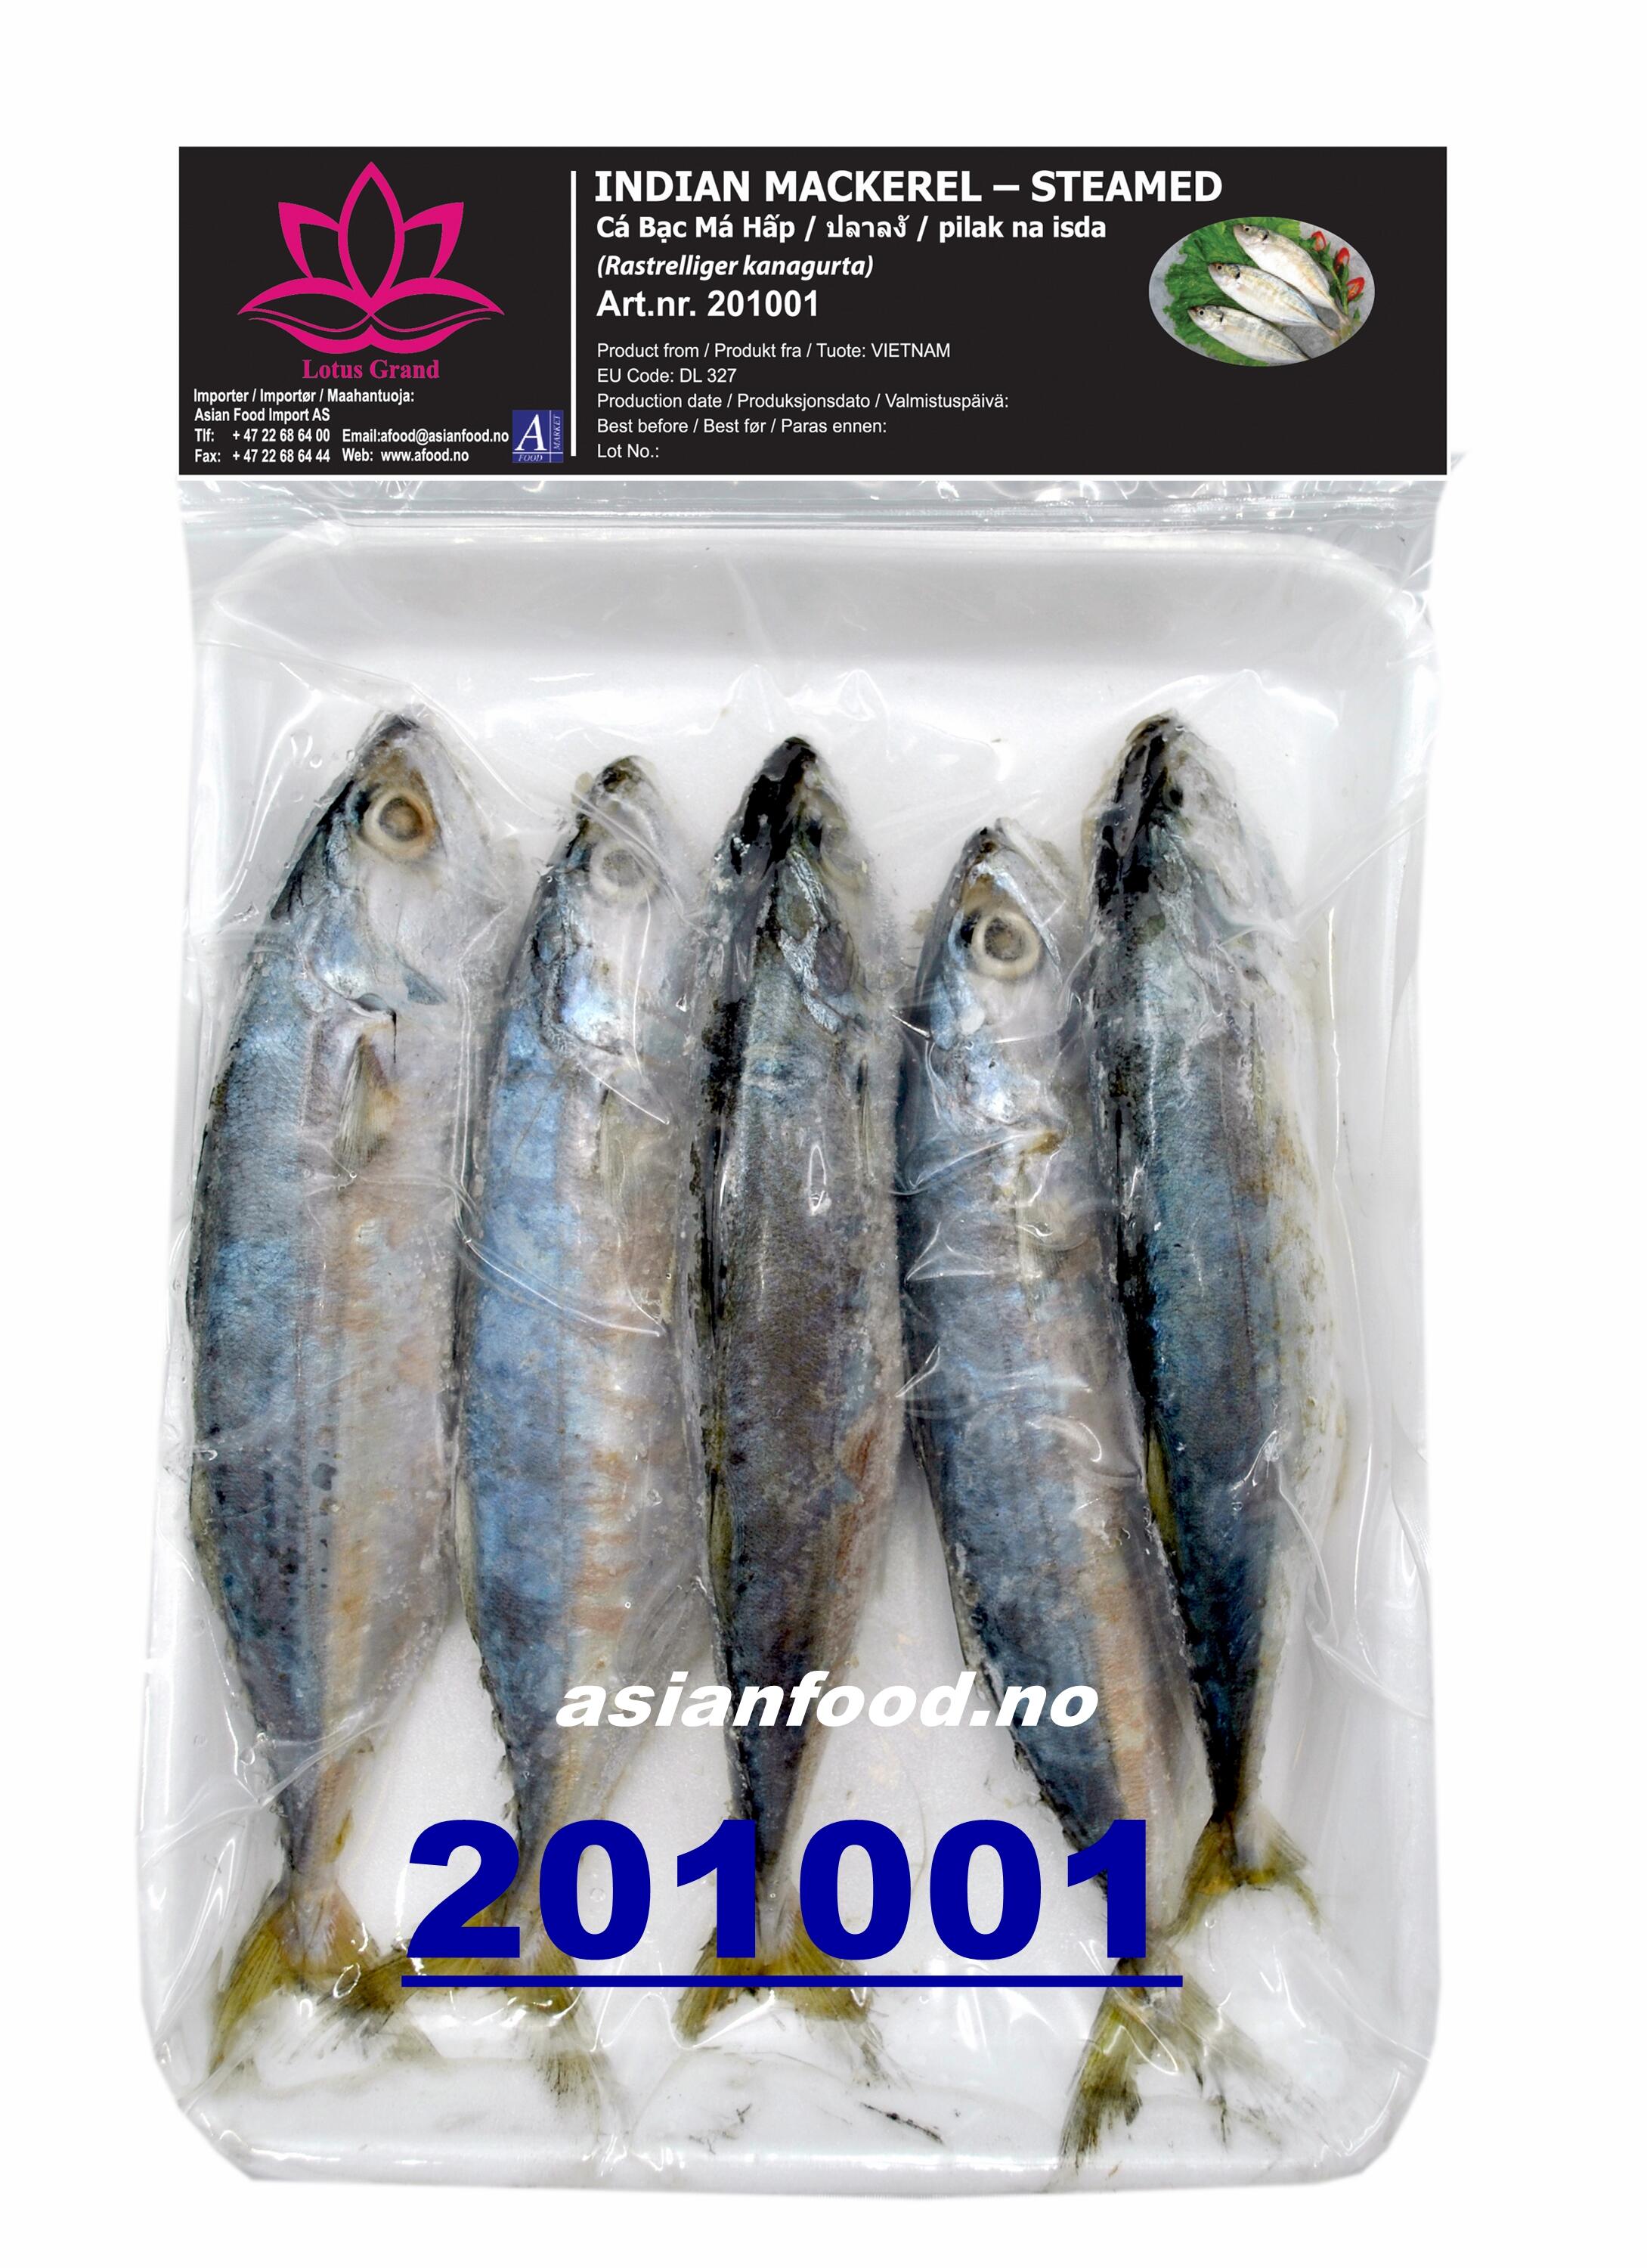 INDIAN MACKEREL – STEAMED
Cá Bạc Má Hấp / ปลาลงั / pilak na isda
(Rastrelliger kanagurta)
Art.nr. 201001
Product from / Produkt fra / Tuote: VIETNAM
EU Code: DL 327
Production date / Produksjonsdato / Valmistuspäivä:
Best before / Best før / Paras ennen:
Lot No.:
Lotus Grand
Importer / Importør / Maahantuoja:
Asian Food Import AS
Tlf: + 47 22 68 64 00 Email:afood@asianfood.no
Fax: + 47 22 68 64 44 Web: www.afood.no
A
FOOD
MARKET
asianfood.no
201001